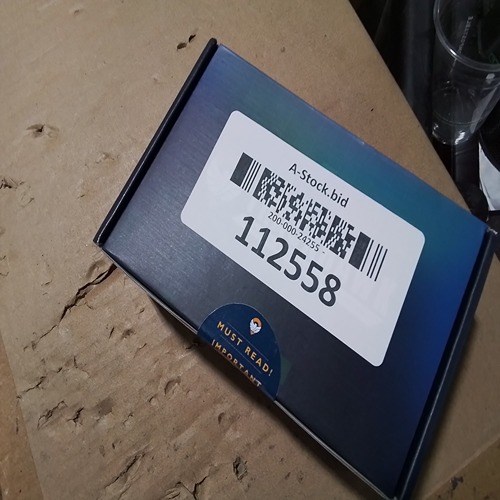 A-Stock.bid
200-000-24255
112558
MUST READ!
IMPORTANT